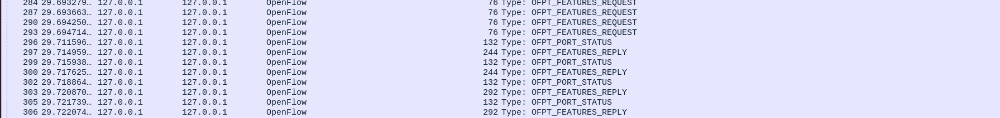 284 29.693279… 127.0.0.1 127.0.0.1 OpenFlow 76 Type: OFPT_FEATURES_REQUEST
287 29.693663… 127.0.0.1 127.0.0.1 OpenFlow 76 Type: OFPT_FEATURES_REQUEST
290 29.694250… 127.0.0.1 127.0.0.1 OpenFlow 76 Type: OFPT_FEATURES_REQUEST
293 29.694714… 127.0.0.1 127.0.0.1 OpenFlow 76 Type: OFPT_FEATURES_REQUEST
296 29.711596… 127.0.0.1 127.0.0.1 OpenFlow 132 Type: OFPT_PORT_STATUS
297 29.714959… 127.0.0.1 127.0.0.1 OpenFlow 244 Type: OFPT_FEATURES_REPLY
299 29.715938… 127.0.0.1 127.0.0.1 OpenFlow 132 Type: OFPT_PORT_STATUS
300 29.717625… 127.0.0.1 127.0.0.1 OpenFlow 244 Type: OFPT_FEATURES_REPLY
302 29.718864… 127.0.0.1 127.0.0.1 OpenFlow 132 Type: OFPT_PORT_STATUS
303 29.720870… 127.0.0.1 127.0.0.1 OpenFlow 292 Type: OFPT_FEATURES_REPLY
305 29.721739… 127.0.0.1 127.0.0.1 OpenFlow 132 Type: OFPT_PORT_STATUS
306 29.722074… 127.0.0.1 127.0.0.1 OpenFlow 292 Type: OFPT_FEATURES_REPLY